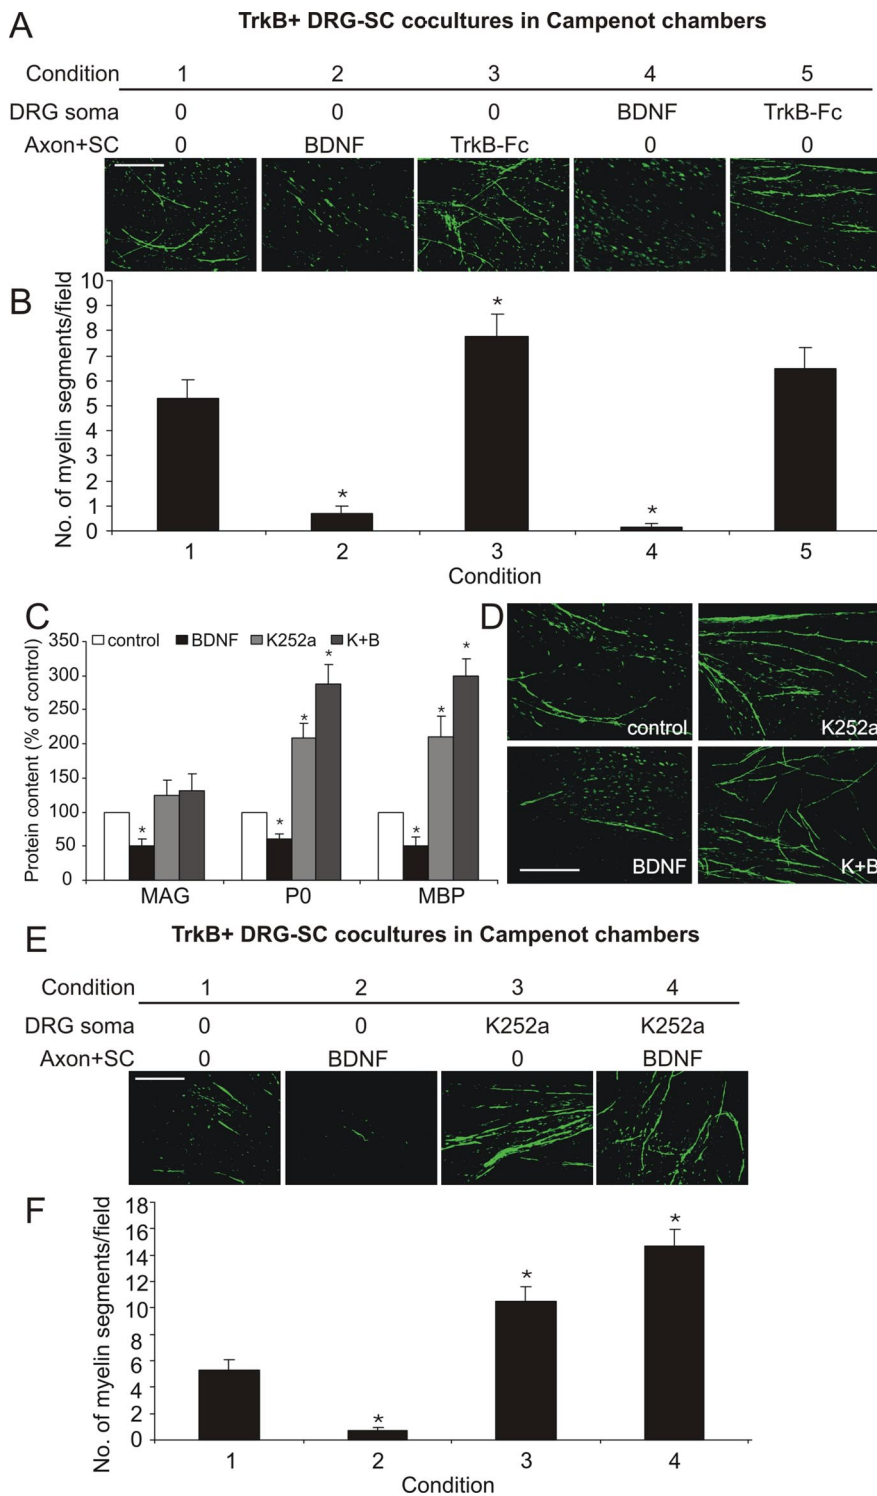 A
TrkB+ DRG-SC cocultures in Campenot chambers
Condition 1 2 3 4 5
DRG soma 0 0 0 BDNF TrkB-Fc
Axon+SC 0 BDNF TrkB-Fc 0 0
B
No. of myelin segments/field
10
9
8
7
6
5
4
3
2
1
0
* * *
1 2 3 4 5
Condition
C
Protein content (% of control)
control BDNF K252a K+B
350
300
250
200
150
100
50
0
* * * * * * *
MAG P0 MBP
D
control K252a
BDNF K+B
E
TrkB+ DRG-SC cocultures in Campenot chambers
Condition 1 2 3 4
DRG soma 0 0 K252a K252a
Axon+SC 0 BDNF 0 BDNF
F
No. of myelin segments/field
18
16
14
12
10
8
6
4
2
0
* * *
1 2 3 4
Condition